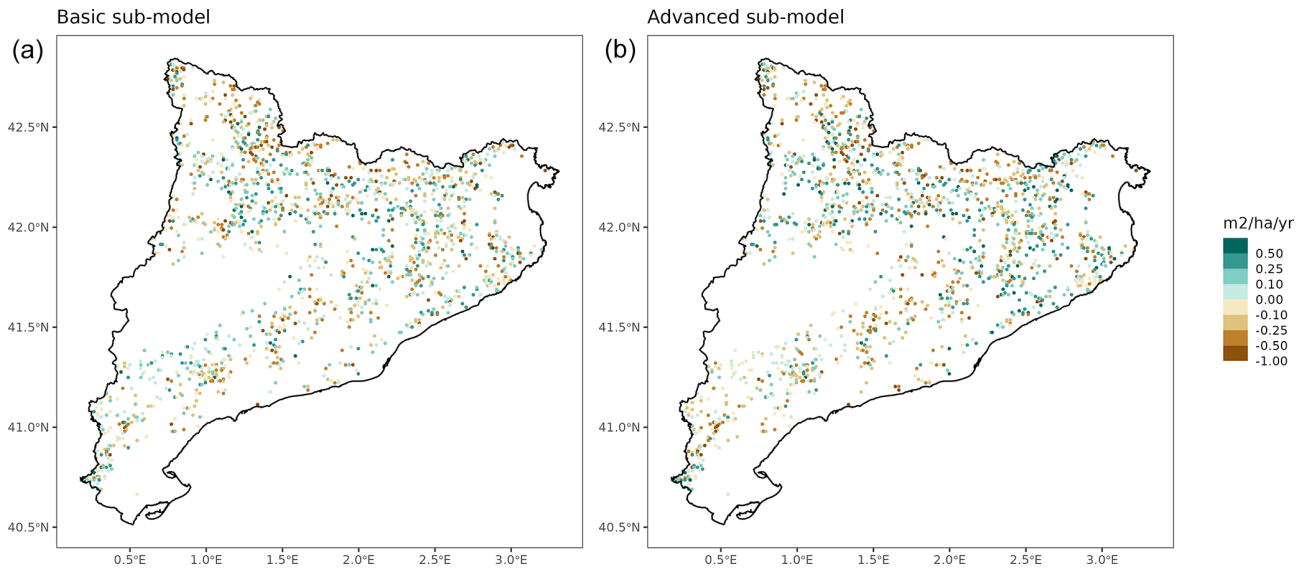 Basic sub-model
Advanced sub-model
(a)
(b)
42.5°N
42.0°N
41.5°N
41.0°N
40.5°N
0.5°E 1.0°E 1.5°E 2.0°E 2.5°E 3.0°E
42.5°N
42.0°N
41.5°N
41.0°N
40.5°N
0.5°E 1.0°E 1.5°E 2.0°E 2.5°E 3.0°E
m2/ha/yr
0.50
0.25
0.10
0.00
-0.10
-0.25
-0.50
-1.00